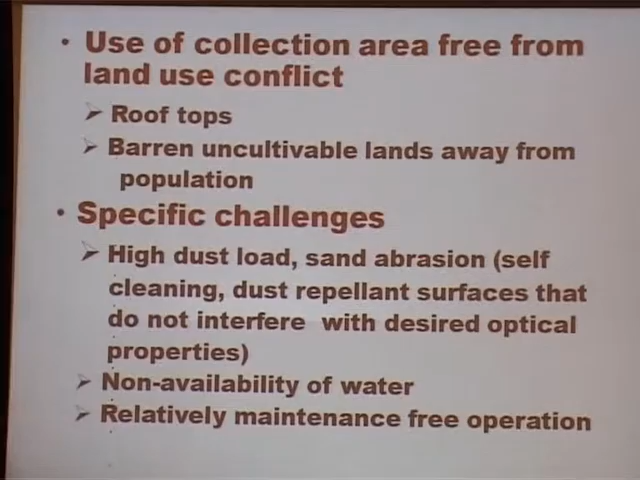 • Use of collection area free from
land use conflict
➢ Roof tops
➢ Barren uncultivable lands away from
population
• Specific challenges
➢ High dust load, sand abrasion (self
cleaning, dust repellant surfaces that
do not interfere with desired optical
properties)
➢ Non-availability of water
➢ Relatively maintenance free operation